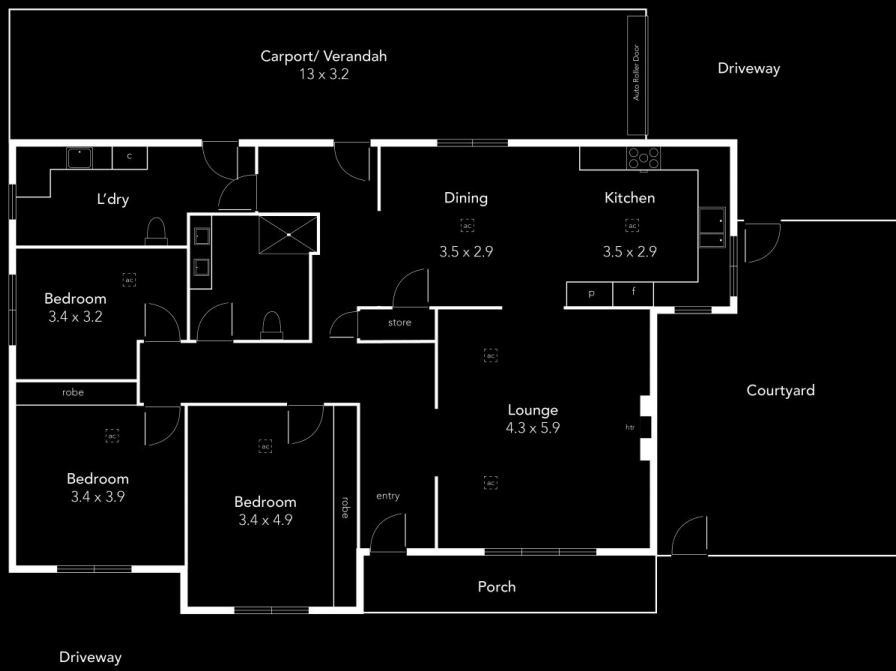 Carport/ Verandah
13 x 3.2
Auto Roller Door
Driveway
c
L'dry
Dining
ac
3.5 x 2.9
Kitchen
ac
3.5 x 2.9
p
f
Bedroom
3.4 x 3.2
ac
store
robe
ac
Lounge
4.3 x 5.9
htr
ac
Courtyard
ac
Bedroom
3.4 x 3.9
ac
Bedroom
3.4 x 4.9
robe
entry
Porch
Driveway